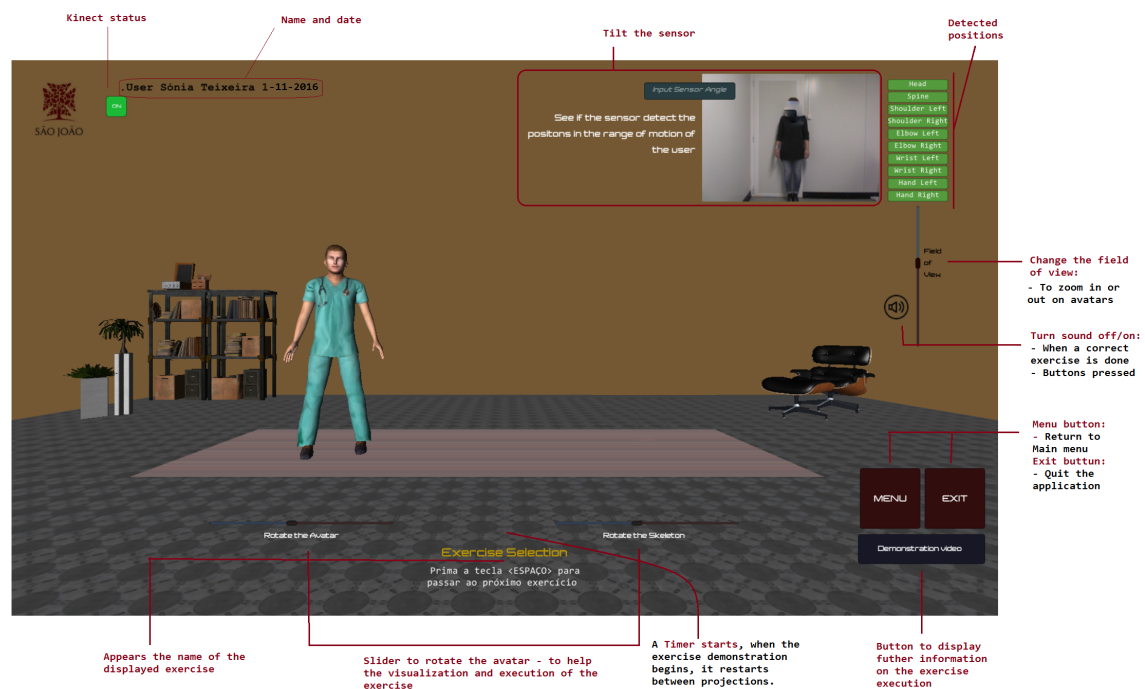 Kinect status
Name and date
Tilt the sensor
Detected
positions
.User Sónia Teixeira 1-11-2016
ON
SÃO JOÃO
Input Sensor Angle
See if the sensor detect the
positons in the range of motion of
the user
Head
Spine
Shoulder Left
Shoulder Right
Elbow Left
Elbow Right
Wrist Left
Wrist Right
Hand Left
Hand Right
Field
of
View
Change the field
of view:
- To zoom in or
out on avatars
Turn sound off/on:
- When a correct
exercise is done
- Buttons pressed
Menu button:
- Return to
Main menu
Exit buttun:
- Quit the
application
MENU
EXIT
Demonstration video
Rotate the Avatar
Rotate the Skeleton
Exercise Selection
Prima a tecla <ESPAÇO> para
passar ao próximo exercício
Appears the name of the
displayed exercise
Slider to rotate the avatar - to help
the visualization and execution of the
exercise
A Timer starts, when the
exercise demonstration
begins, it restarts
between projections.
Button to display
futher information
on the exercise
execution